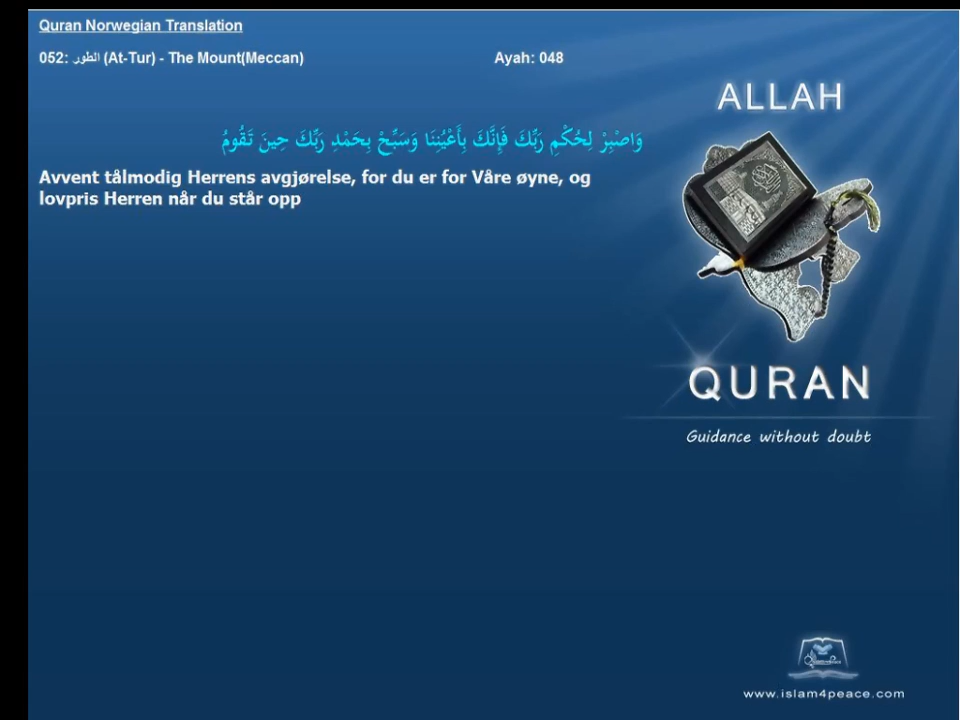 Quran Norwegian Translation
052: الطور (At-Tur) - The Mount(Meccan)
Ayah: 048
ALLAH
وَاصْبِرْ لِحُكْمِ رَبِّكَ فَإِنَّكَ بِأَعْيُنِنَا وَسَبِّحْ بِحَمْدِ رَبِّكَ حِينَ تَقُومُ
Avvent tålmodig Herrens avgjørelse, for du er for Våre øyne, og
lovpris Herren når du står opp
QURAN
Guidance without doubt
www.islam4peace.com